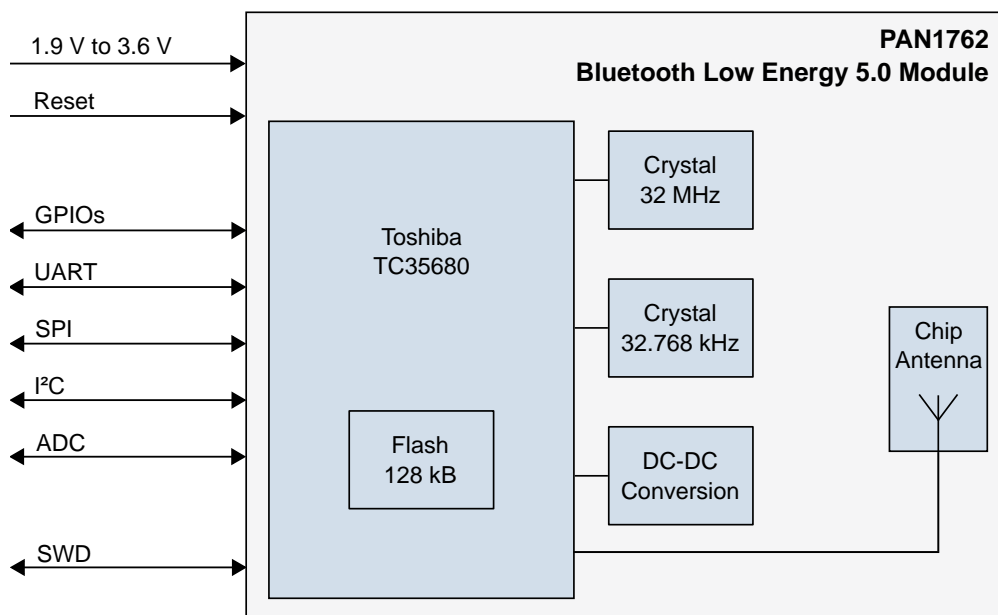 PAN1762
Bluetooth Low Energy 5.0 Module
1.9 V to 3.6 V
Reset
GPIOs
UART
SPI
I²C
ADC
SWD
Toshiba
TC35680
Flash
128 kB
Crystal
32 MHz
Crystal
32.768 kHz
DC-DC
Conversion
Chip
Antenna